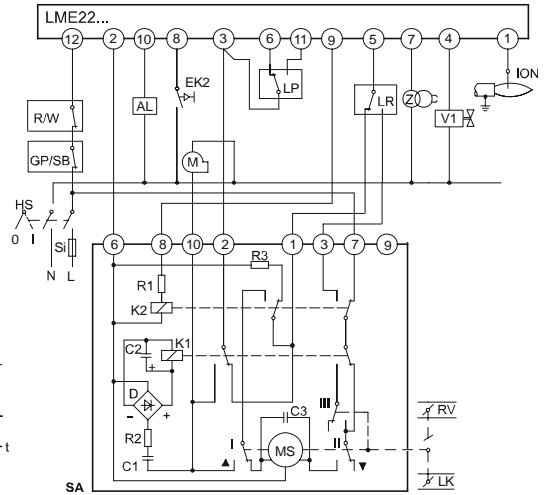 LME22...
12 2 10 8 3 6 11 9 5 7 4 1
EK2
ION
AL
LP
LR
Z
V1
R/W
M
GP/SB
HS
0 I
Si
N L
6 8 10 2 1 3 7 9
R3
R1
K2
C2
K1
+
D
- +
C3
III
RV
R2
I
MS
II
t
C1
SA
LK